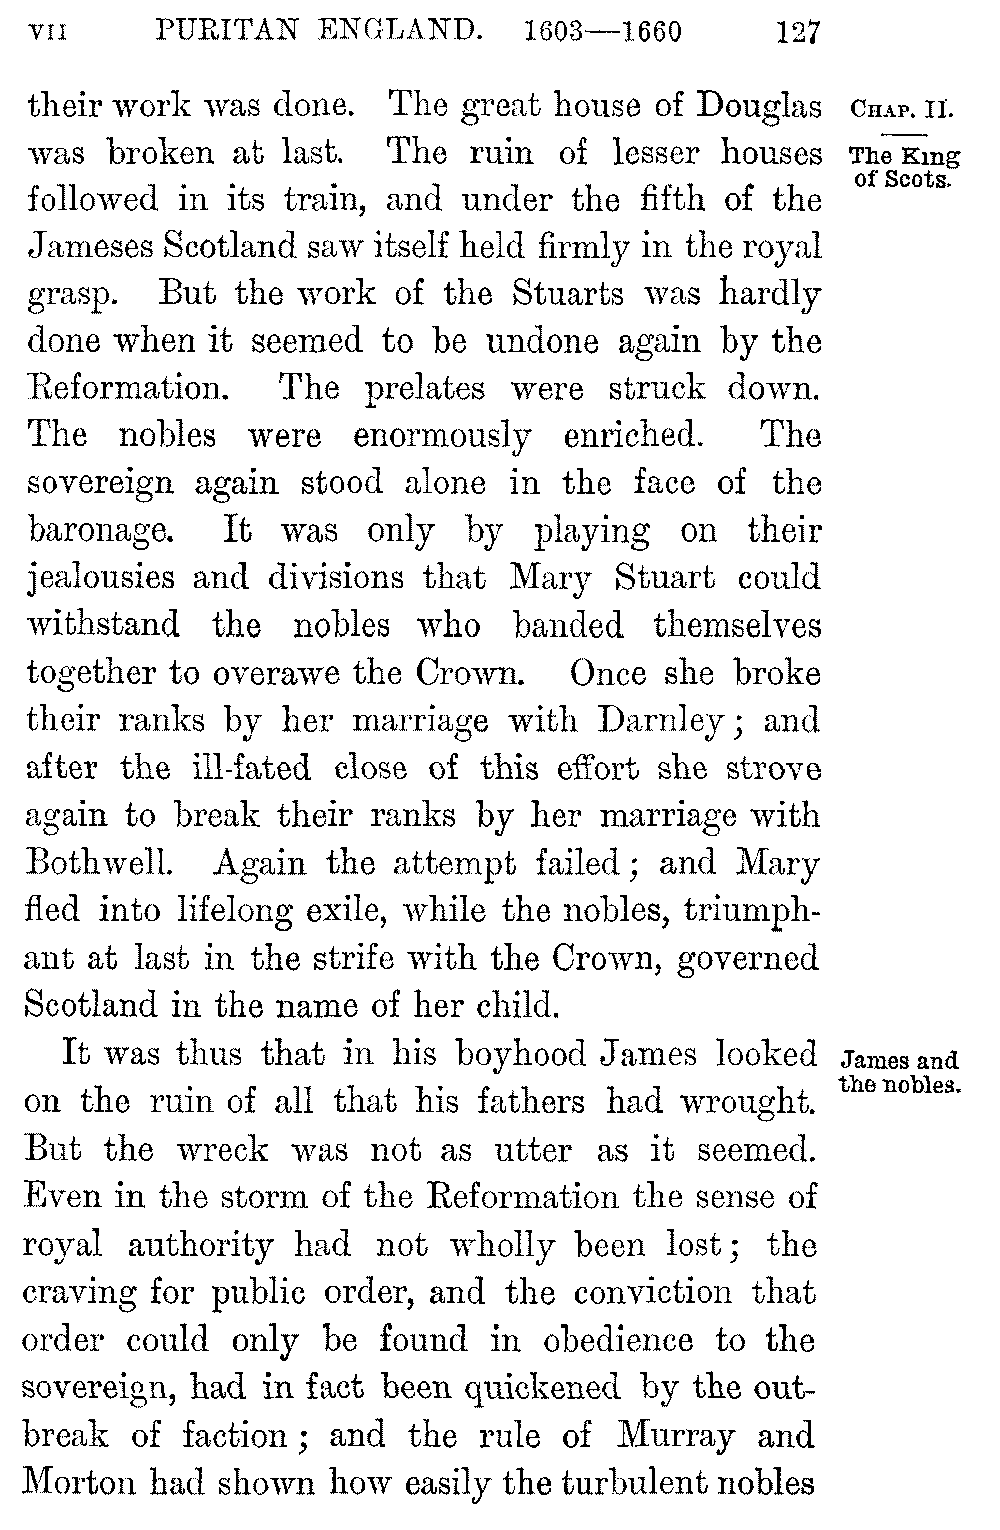 VII PURITAN ENGLAND. 1603—1660 127
their work was done. The great house of Douglas
was broken at last. The ruin of lesser houses
followed in its train, and under the fifth of the
Jameses Scotland saw itself held firmly in the royal
grasp. But the work of the Stuarts was hardly
done when it seemed to be undone again by the
Reformation. The prelates were struck down.
The nobles were enormously enriched. The
sovereign again stood alone in the face of the
baronage. It was only by playing on their
jealousies and divisions that Mary Stuart could
withstand the nobles who banded themselves
together to overawe the Crown. Once she broke
their ranks by her marriage with Darnley; and
after the ill-fated close of this effort she strove
again to break their ranks by her marriage with
Bothwell. Again the attempt failed; and Mary
fled into lifelong exile, while the nobles, triumph-
ant at last in the strife with the Crown, governed
Scotland in the name of her child.
It was thus that in his boyhood James looked
on the ruin of all that his fathers had wrought.
But the wreck was not as utter as it seemed.
Even in the storm of the Reformation the sense of
royal authority had not wholly been lost; the
craving for public order, and the conviction that
order could only be found in obedience to the
sovereign, had in fact been quickened by the out-
break of faction; and the rule of Murray and
Morton had shown how easily the turbulent nobles
CHAP. II.
The King
of Scots.
James and
the nobles.